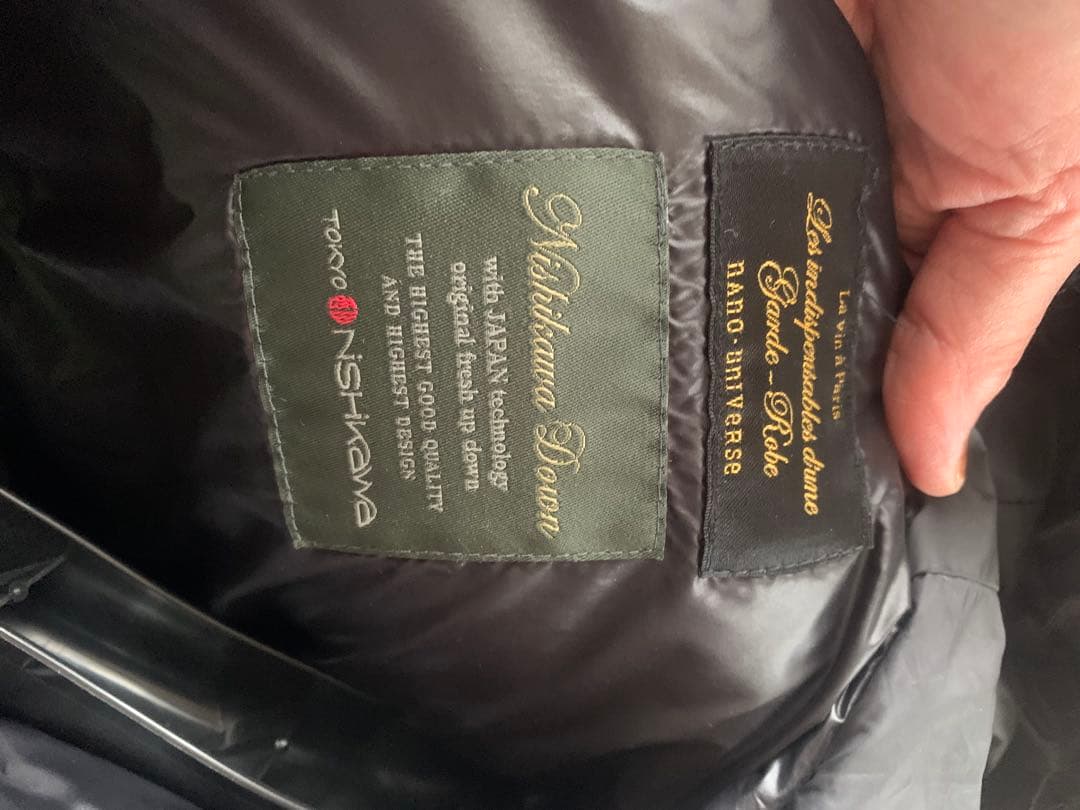 La Vin à Paris
Les indispensables d'une
Garde-Robe
nano·universe
Nishikawa Down
with JAPAN technology
original fresh up down
THE HIGHEST GOOD QUALITY
AND HIGHEST DESIGN
TOKYO NiSHiKaWa